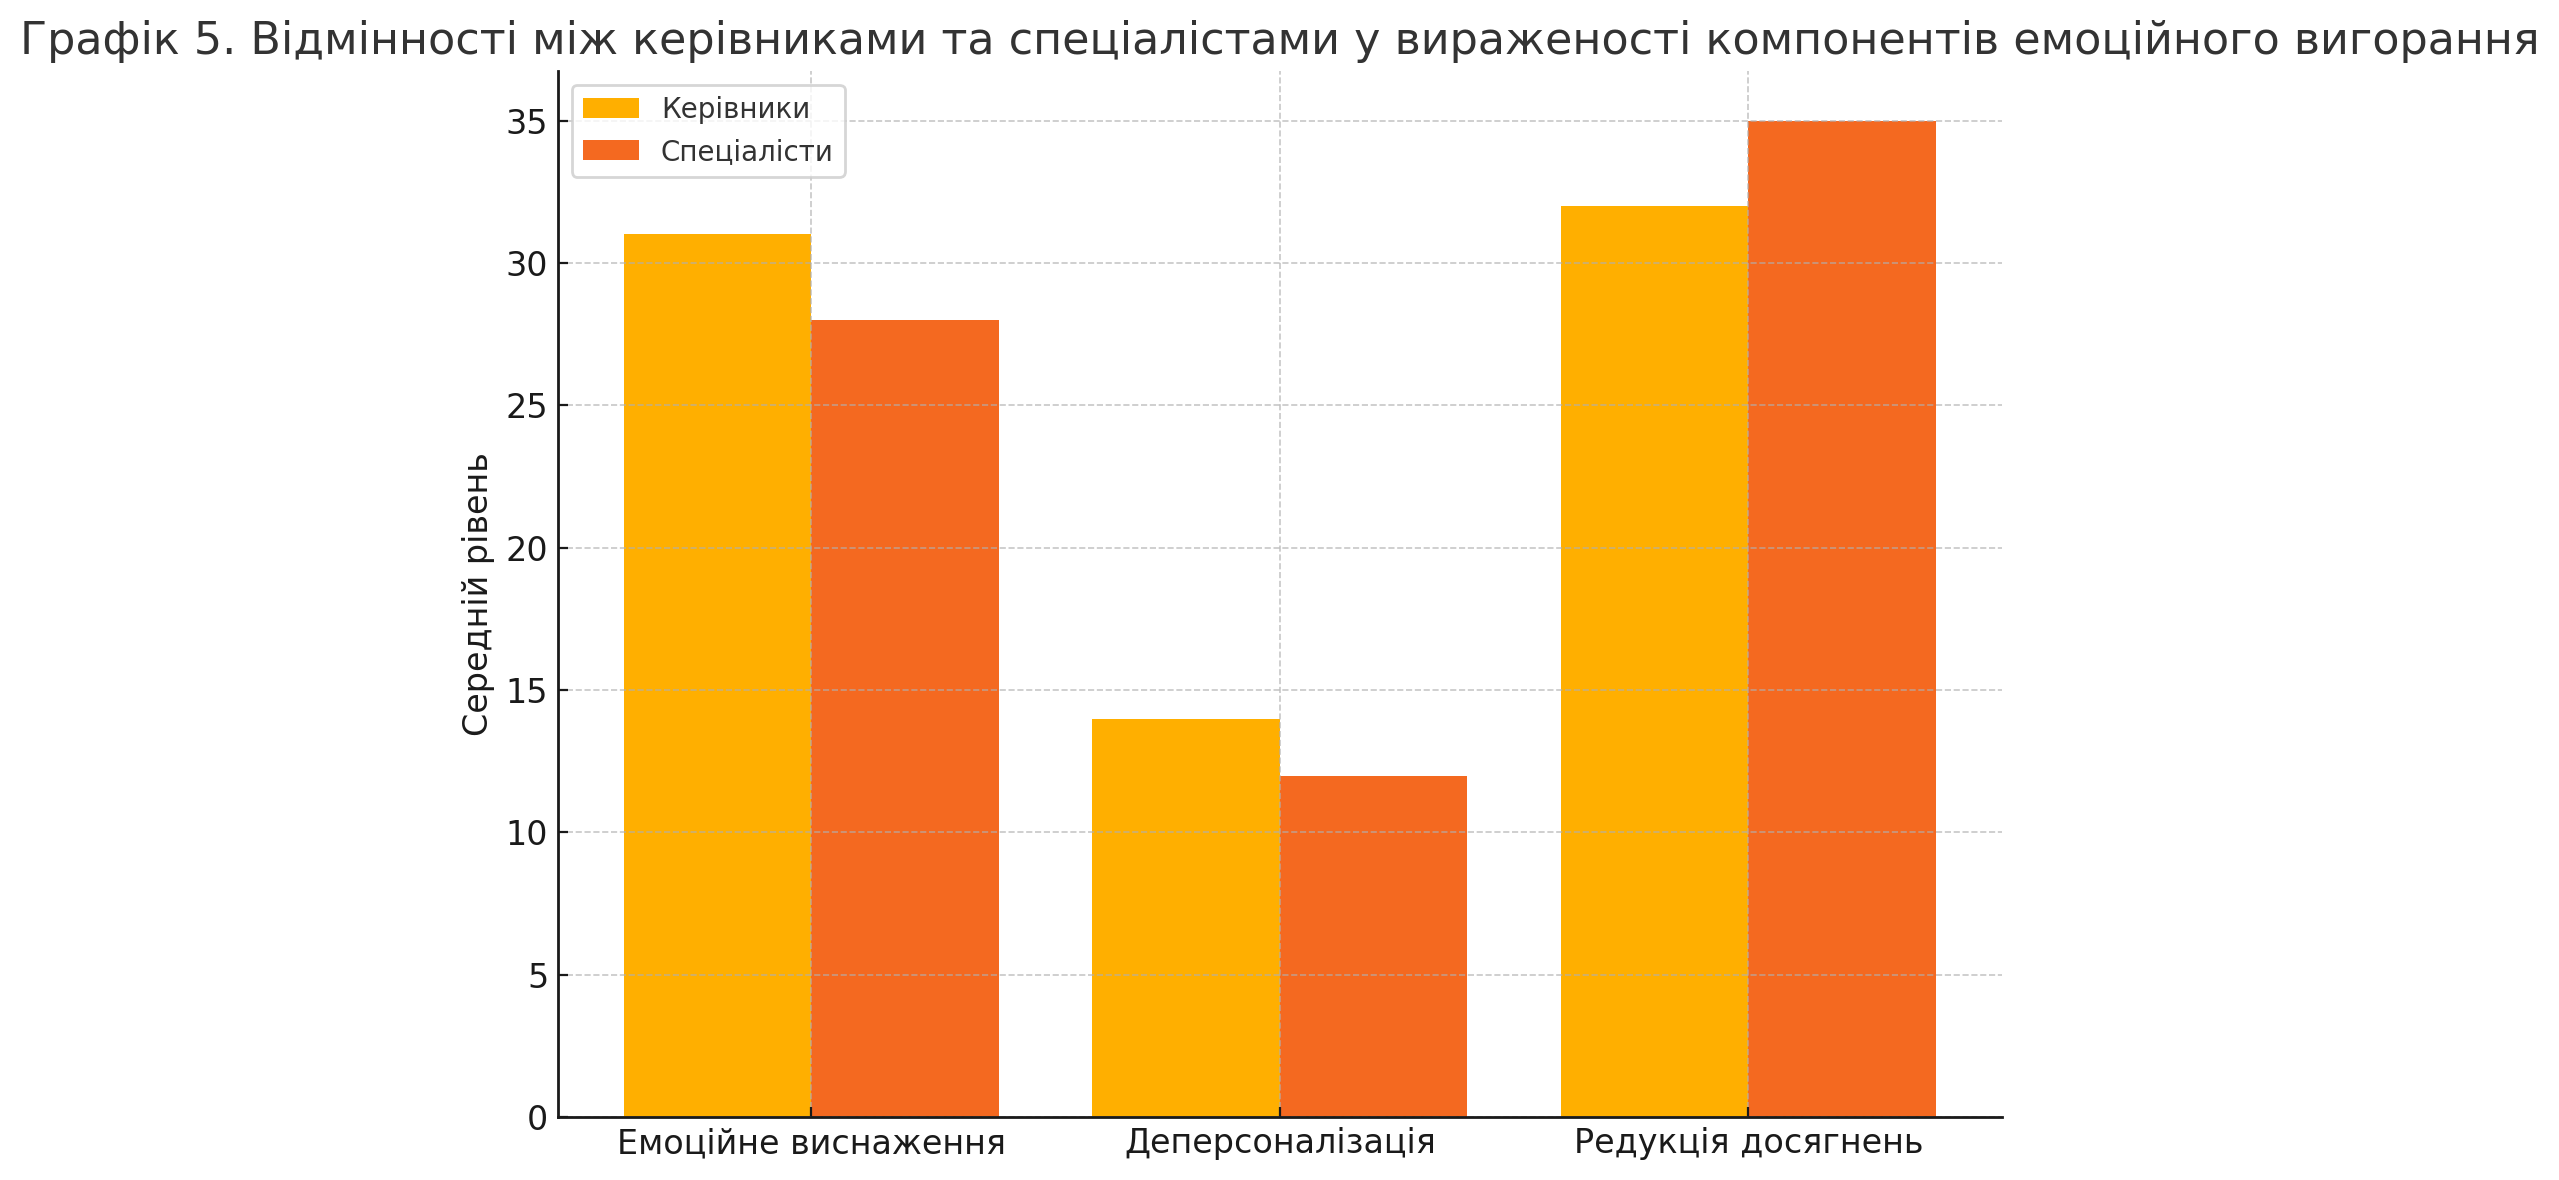 Графік 5. Відмінності між керівниками та спеціалістами у вираженості компонентів емоційного вигорання
Керівники
Спеціалісти
Середній рівень
35
30
25
20
15
10
5
0
Емоційне виснаження
Деперсоналізація
Редукція досягнень